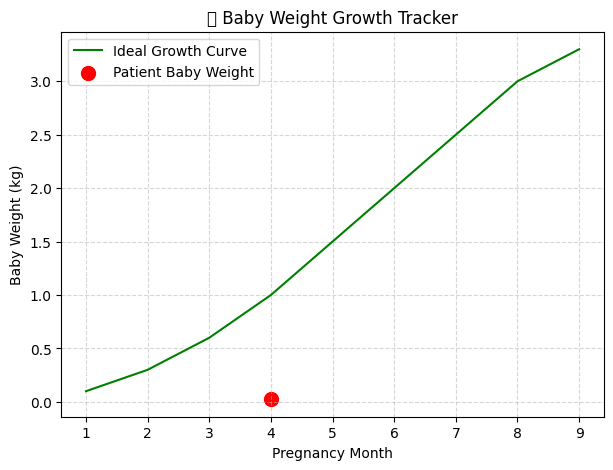 Baby Weight Growth Tracker
Ideal Growth Curve
Patient Baby Weight
3.0
2.5
2.0
1.5
1.0
0.5
0.0
Baby Weight (kg)
1 2 3 4 5 6 7 8 9
Pregnancy Month